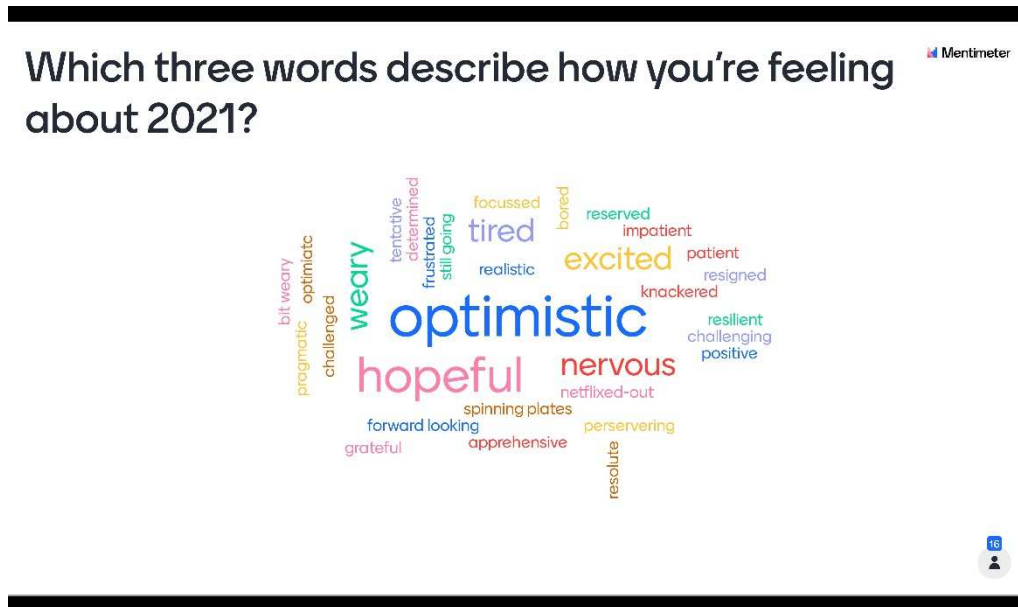 Which three words describe how you're feeling
about 2021?
Mentimeter
focussed
bored
tentative
determined
reserved
tired
frustrated
still going
impatient
excited
patient
weary
realistic
resigned
bit weary
optimiatc
knackered
optimistic
challenged
resilient
challenging
pragmatic
positive
hopeful
nervous
netflixed-out
spinning plates
forward looking
perservering
grateful
apprehensive
resolute
16